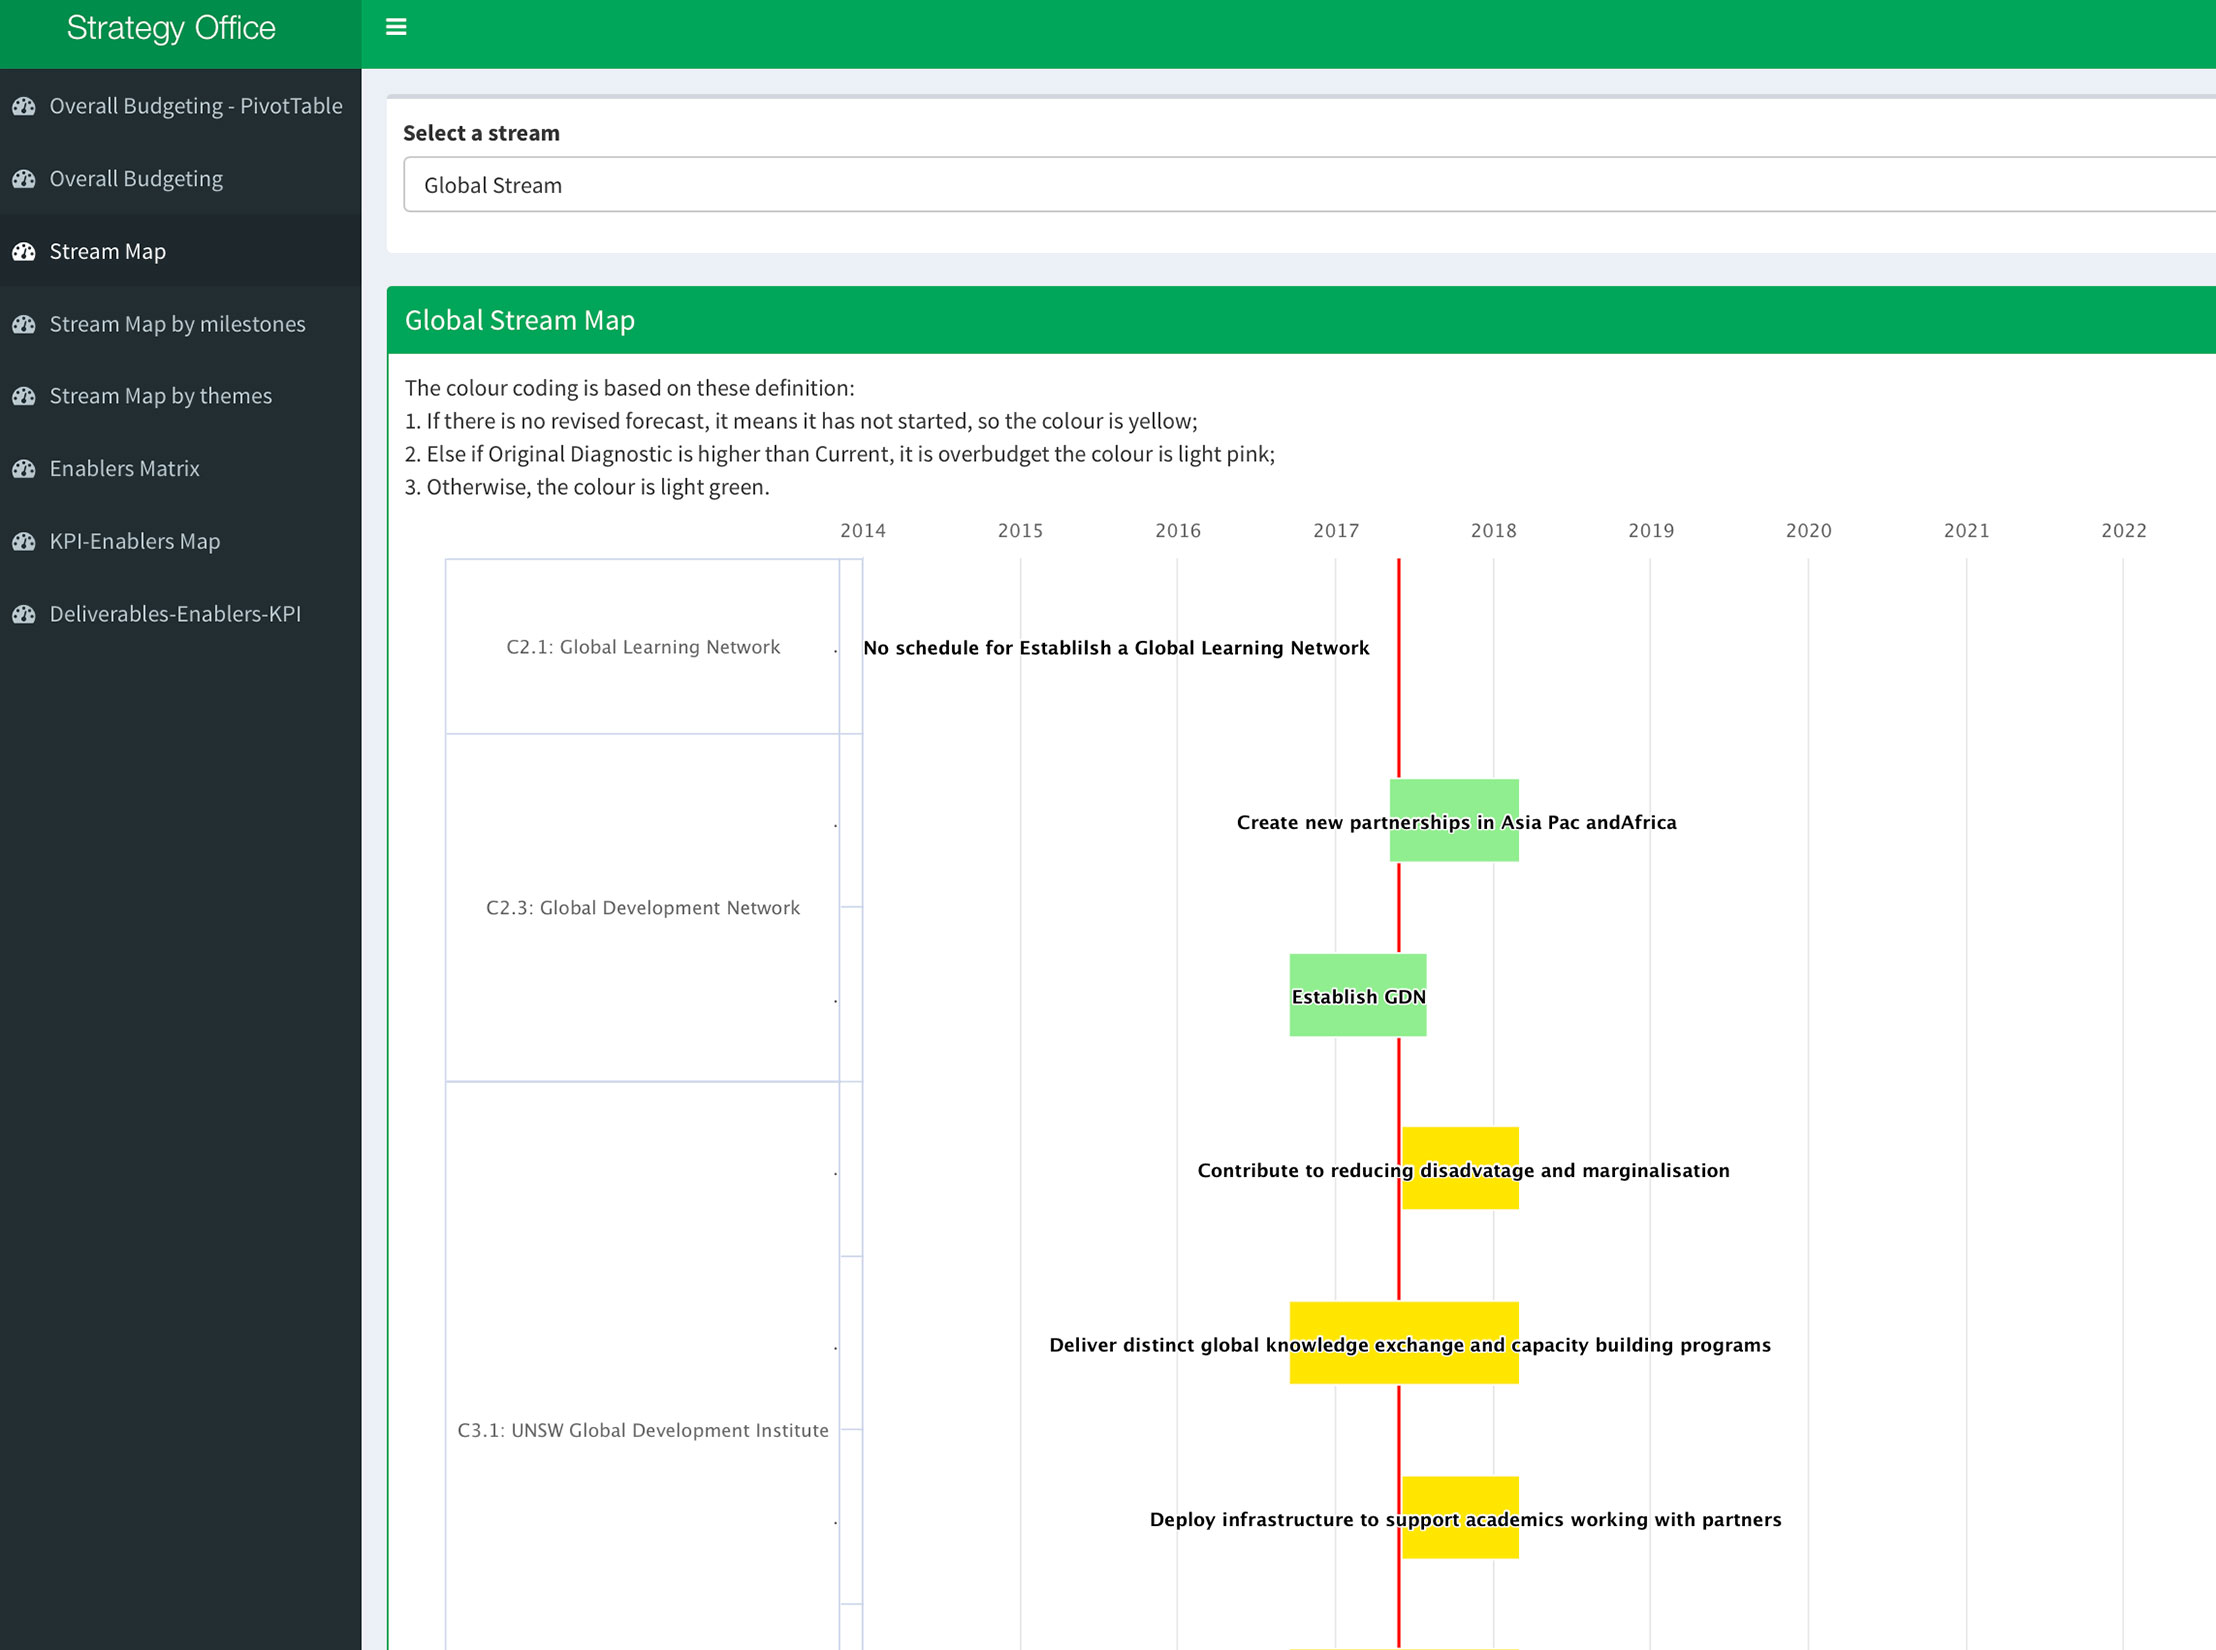 Strategy Office
Overall Budgeting - PivotTable
Overall Budgeting
Stream Map
Stream Map by milestones
Stream Map by themes
Enablers Matrix
KPI-Enablers Map
Deliverables-Enablers-KPI
Select a stream
Global Stream
Global Stream Map
The colour coding is based on these definition:
1. If there is no revised forecast, it means it has not started, so the colour is yellow;
2. Else if Original Diagnostic is higher than Current, it is overbudget the colour is light pink;
3. Otherwise, the colour is light green.
2014 2015 2016 2017 2018 2019 2020 2021 2022
C2.1: Global Learning Network
No schedule for Establilsh a Global Learning Network
Create new partnerships in Asia Pac andAfrica
C2.3: Global Development Network
Establish GDN
Contribute to reducing disadvatage and marginalisation
Deliver distinct global knowledge exchange and capacity building programs
C3.1: UNSW Global Development Institute
Deploy infrastructure to support academics working with partners